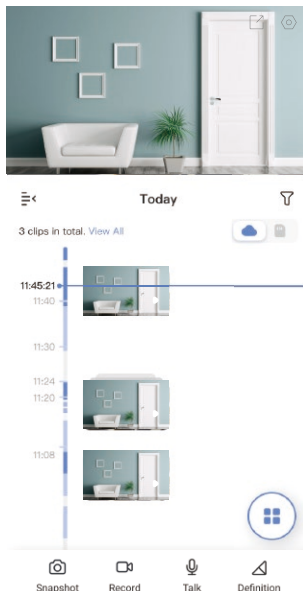 Today
3 clips in total. View All
11:45:21
11:40
11:30
11:24
11:20
11:08
Snapshot
Record
Talk
Definition